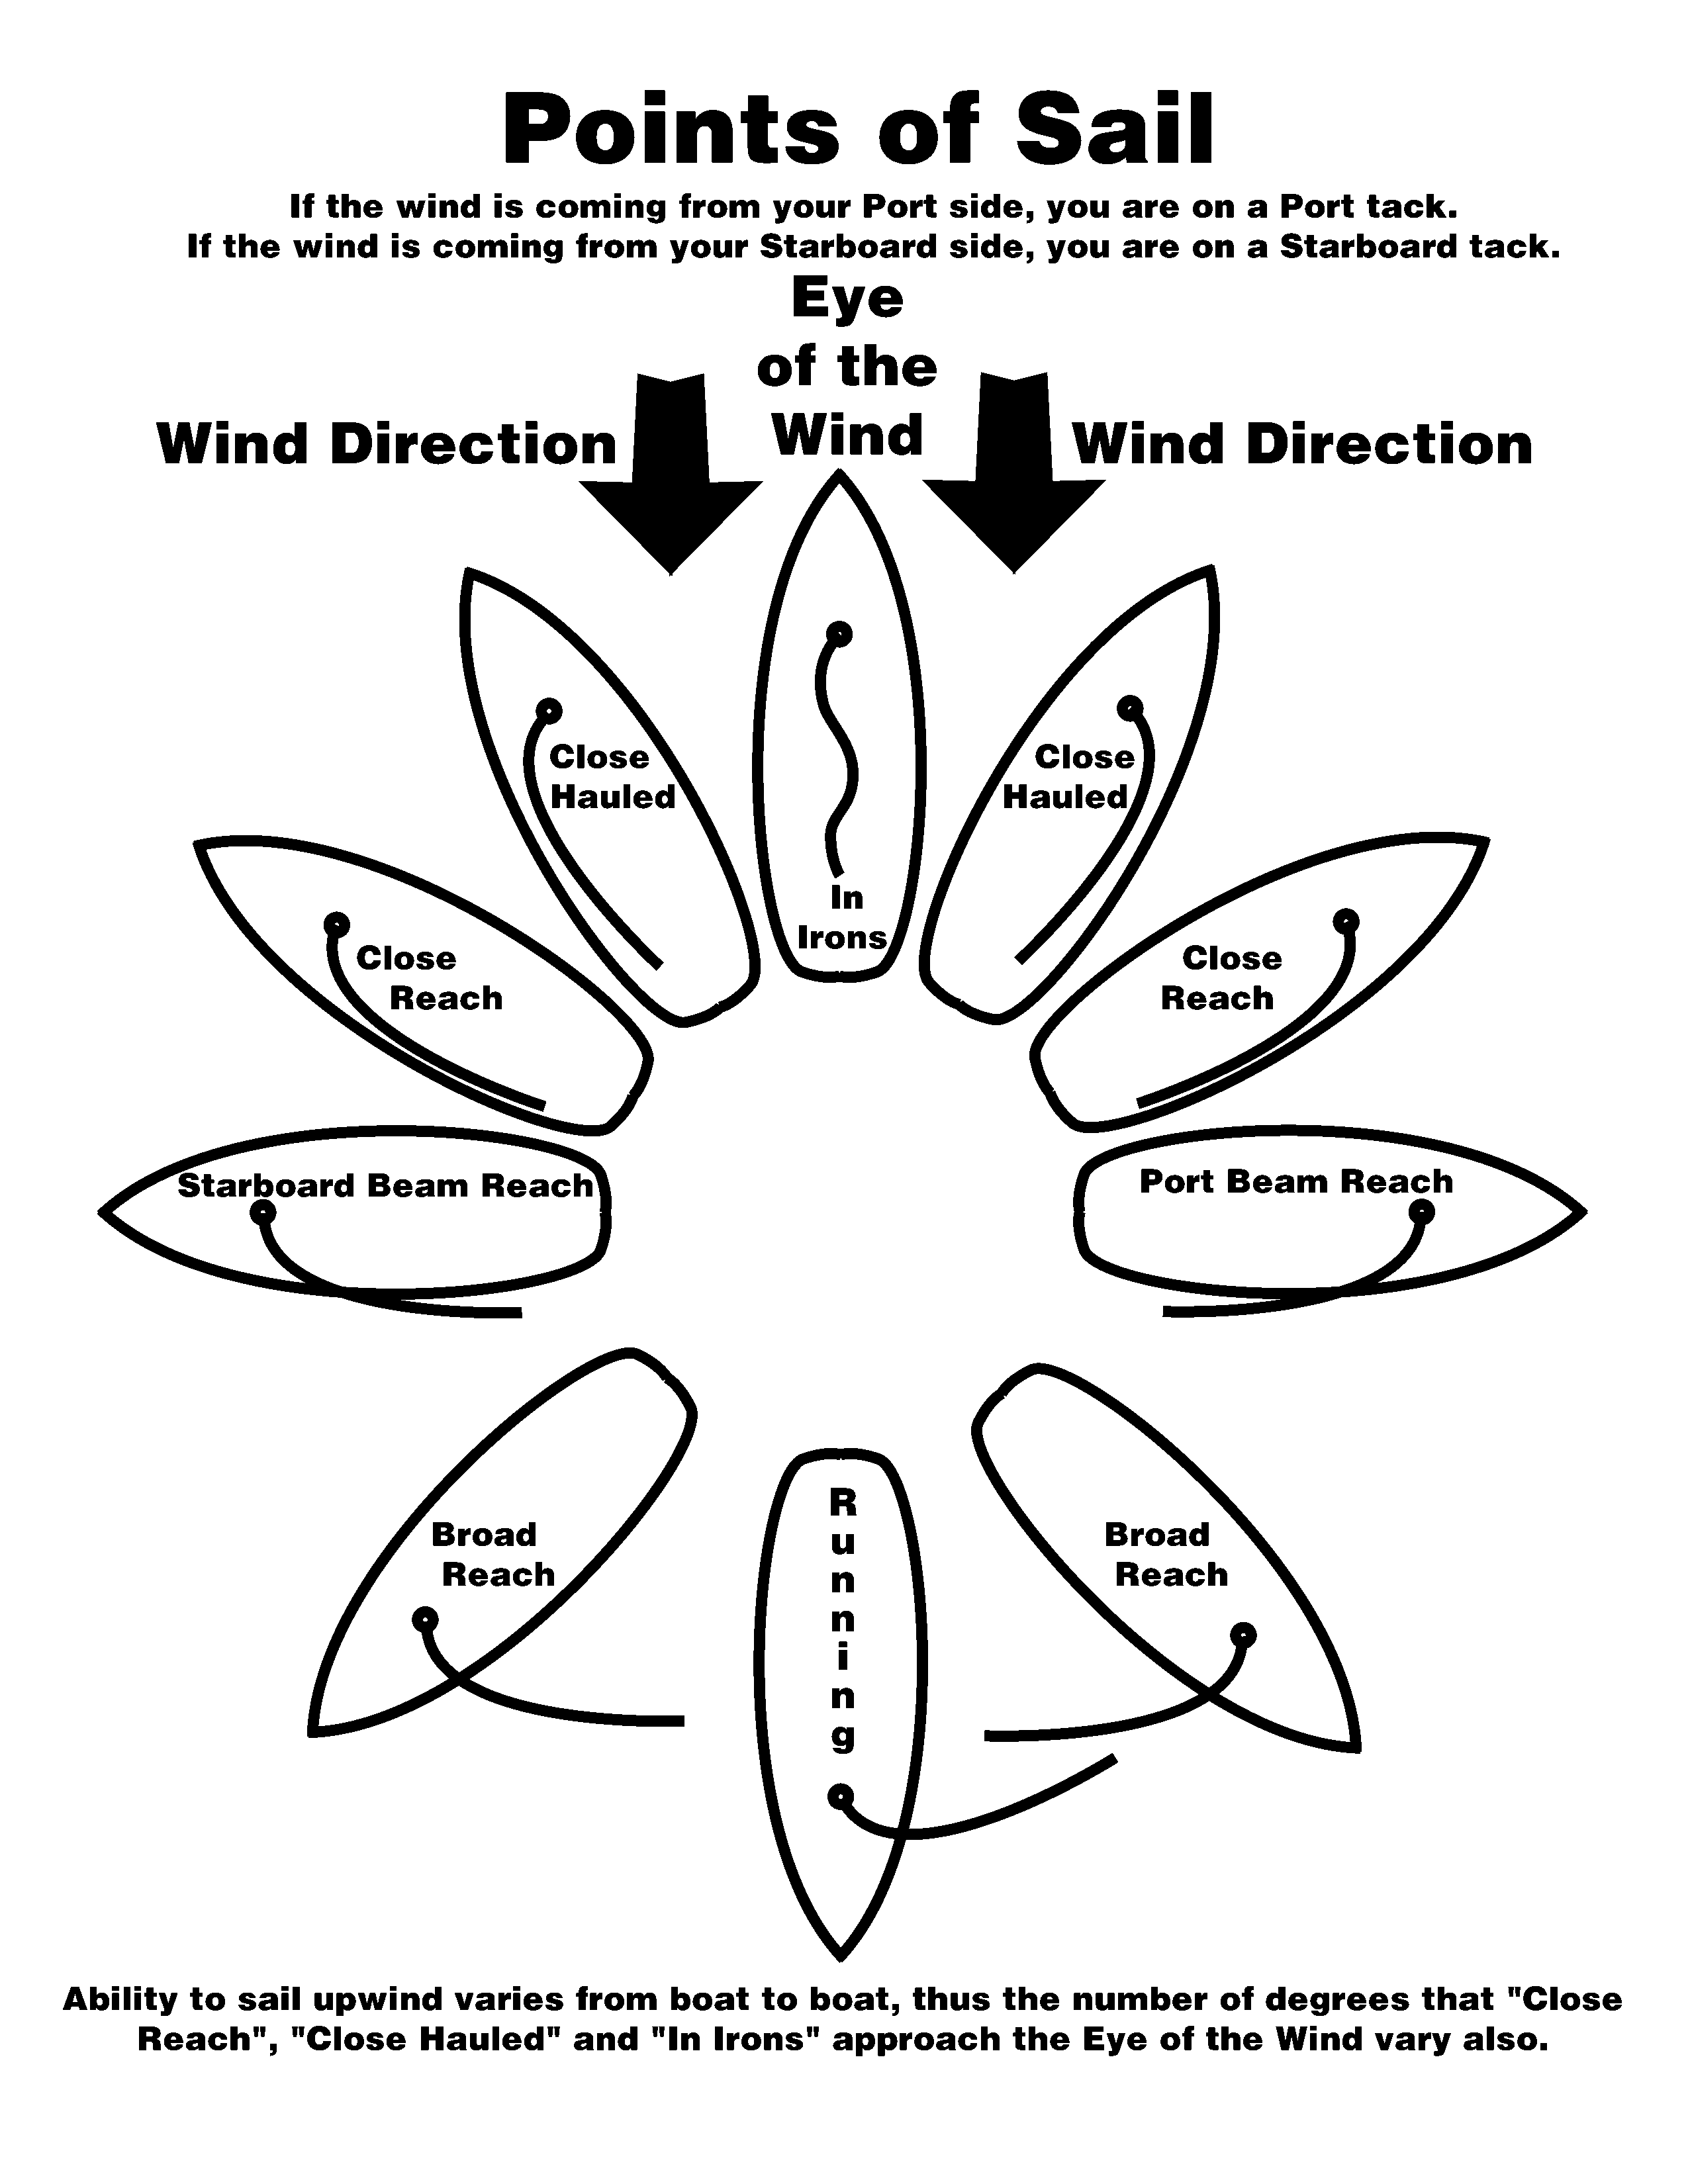 Points of Sail
If the wind is coming from your Port side, you are on a Port tack.
If the wind is coming from your Starboard side, you are on a Starboard tack.
Eye
of the
Wind
Wind Direction
Wind Direction
Close
Hauled
In
Irons
Close
Hauled
Close
Reach
Close
Reach
Starboard Beam Reach
Port Beam Reach
Broad
Reach
Running
Broad
Reach
Ability to sail upwind varies from boat to boat, thus the number of degrees that "Close
Reach", "Close Hauled" and "In Irons" approach the Eye of the Wind vary also.